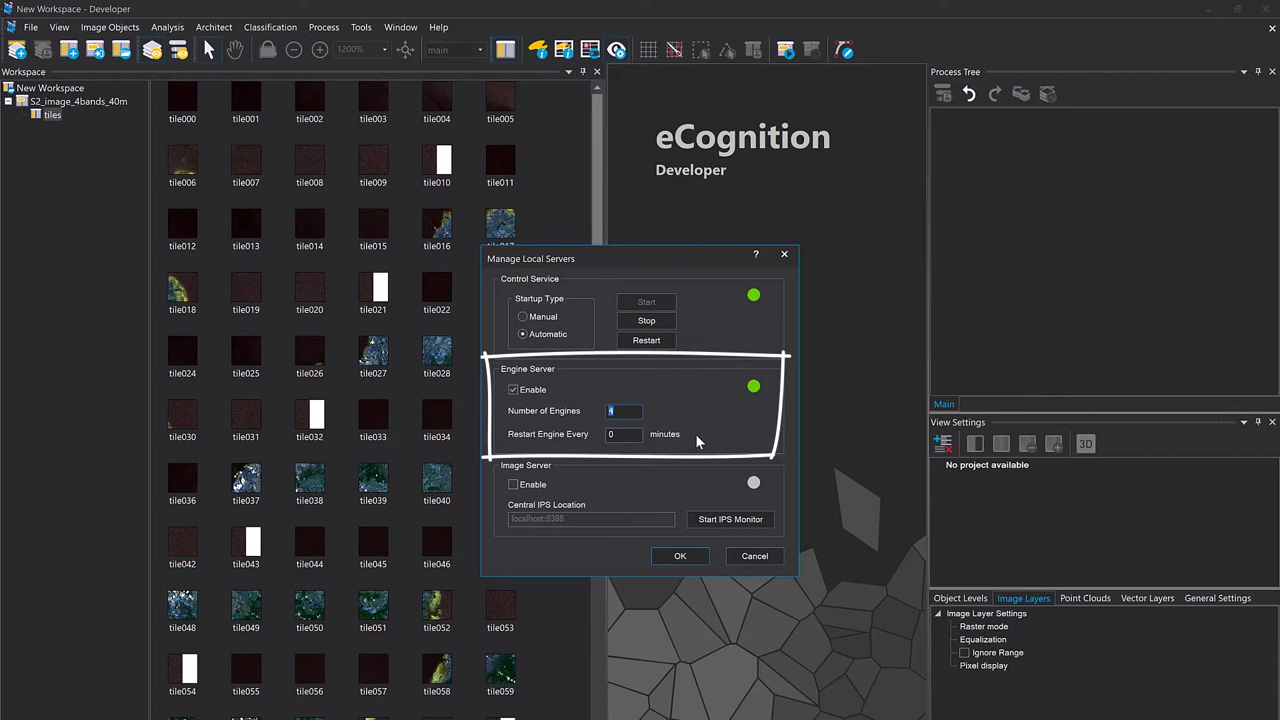 New Workspace - Developer
File View Image Objects Analysis Architect Classification Process Tools Window Help
1200% main
Workspace
New Workspace
S2_image_4bands_40m
tiles
tile000 tile001 tile002 tile003 tile004 tile005
tile006 tile007 tile008 tile009 tile010 tile011
tile012 tile013 tile014 tile015 tile016 tile017
tile018 tile019 tile020 tile021 tile022
tile024 tile025 tile026 tile027 tile028
tile030 tile031 tile032 tile033 tile034
tile036 tile037 tile038 tile039 tile040
tile042 tile043 tile044 tile045 tile046
tile048 tile049 tile050 tile051 tile052 tile053
tile054 tile055 tile056 tile057 tile058 tile059
eCognition
Developer
Manage Local Servers
Control Service
Startup Type
Manual
Automatic
Start
Stop
Restart
Engine Server
Enable
Number of Engines 4
Restart Engine Every 0 minutes
Image Server
Enable
Central IPS Location
localhost:8388
Start IPS Monitor
OK Cancel
Process Tree
Main
View Settings
3D
No project available
Object Levels Image Layers Point Clouds Vector Layers General Settings
Image Layer Settings
Raster mode
Equalization
Ignore Range
Pixel display